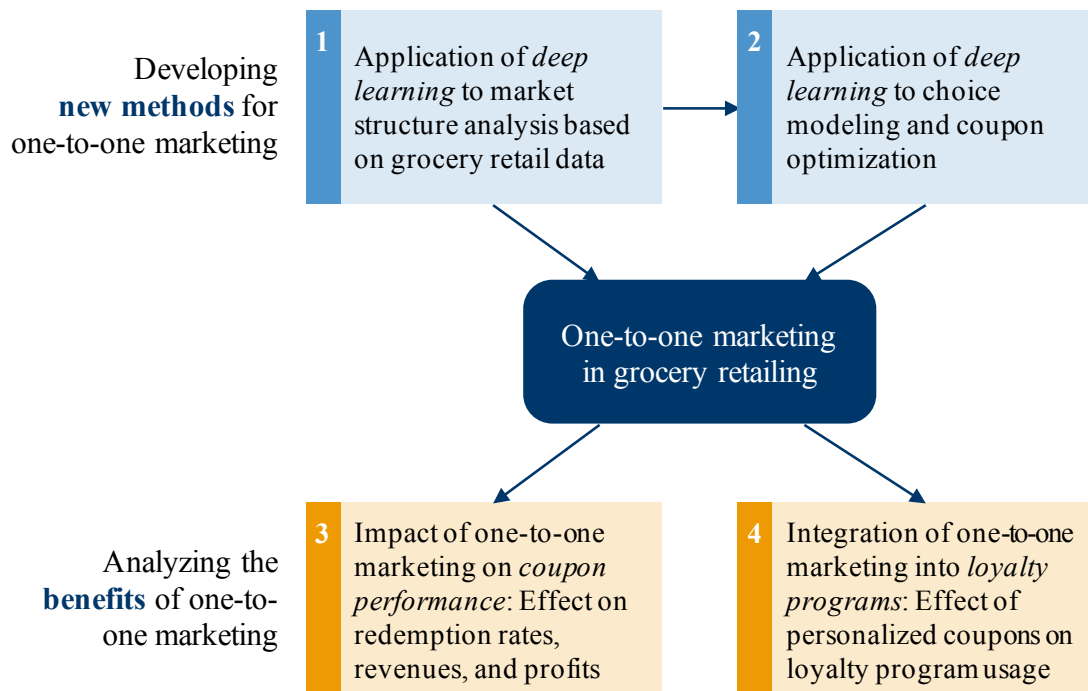 Developing
new methods for
one-to-one marketing
1
Application of deep
learning to market
structure analysis based
on grocery retail data
2
Application of deep
learning to choice
modeling and coupon
optimization
One-to-one marketing
in grocery retailing
Analyzing the
benefits of one-to-
one marketing
3
Impact of one-to-one
marketing on coupon
performance: Effect on
redemption rates,
revenues, and profits
4
Integration of one-to-one
marketing into loyalty
programs: Effect of
personalized coupons on
loyalty program usage